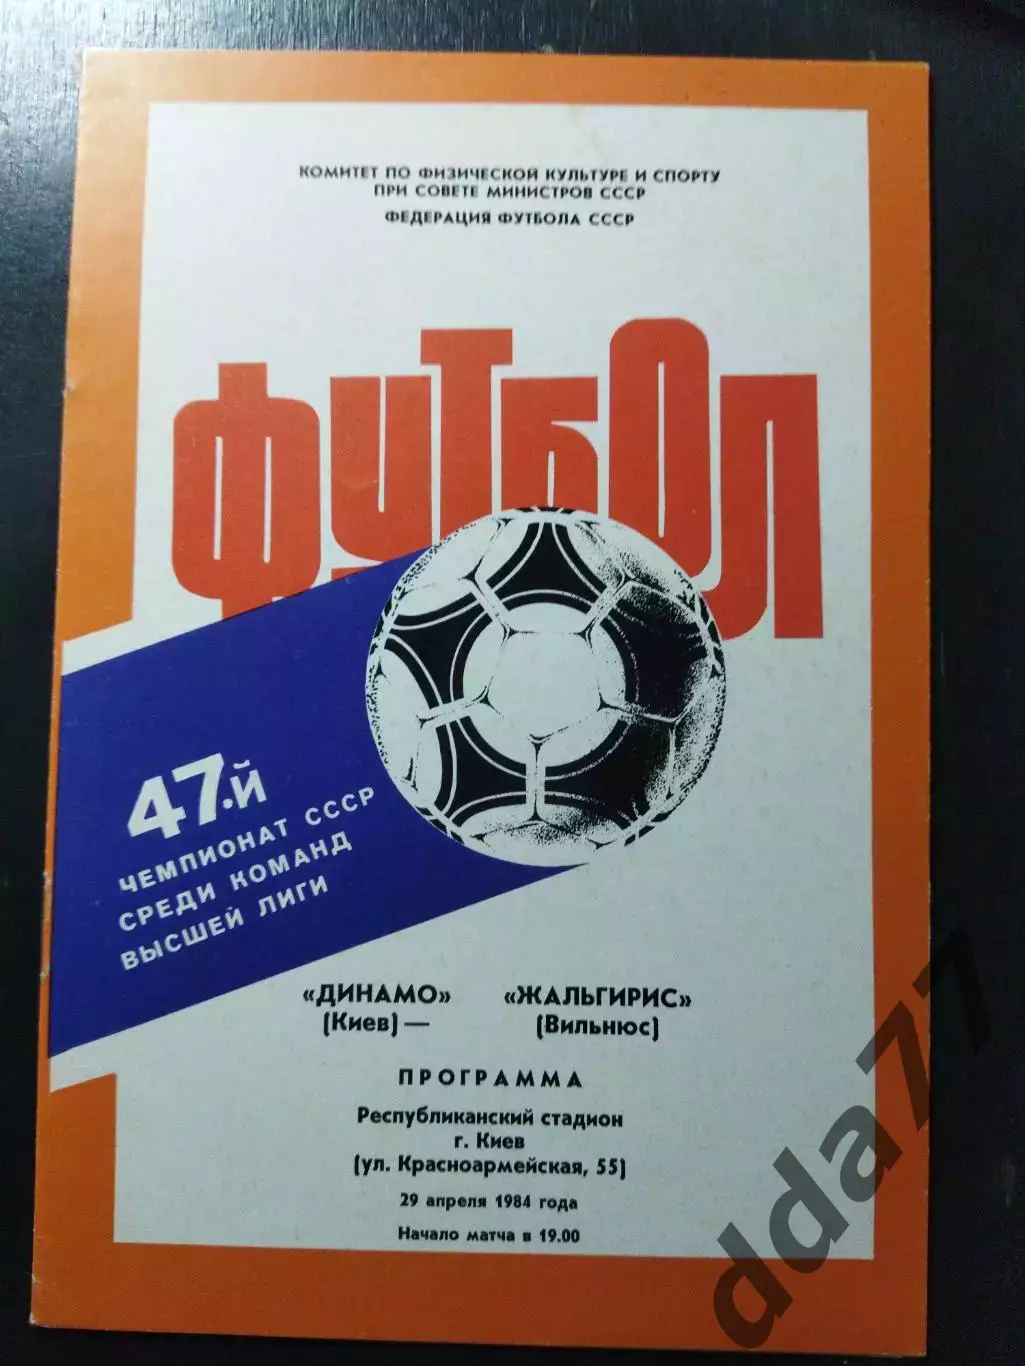 КОМИТЕТ ПО ФИЗИЧЕСКОЙ КУЛЬТУРЕ И СПОРТУ
ПРИ СОВЕТЕ МИНИСТРОВ СССР
ФЕДЕРАЦИЯ ФУТБОЛА СССР
ФУТБОЛ
47-й
ЧЕМПИОНАТ СССР
СРЕДИ КОМАНД
ВЫСШЕЙ ЛИГИ
«ДИНАМО» «ЖАЛЬГИРИС»
(Киев) — (Вильнюс)
ПРОГРАММА
Республиканский стадион
г. Киев
(ул. Красноармейская, 55)
29 апреля 1984 года
Начало матча в 19.00
dda77